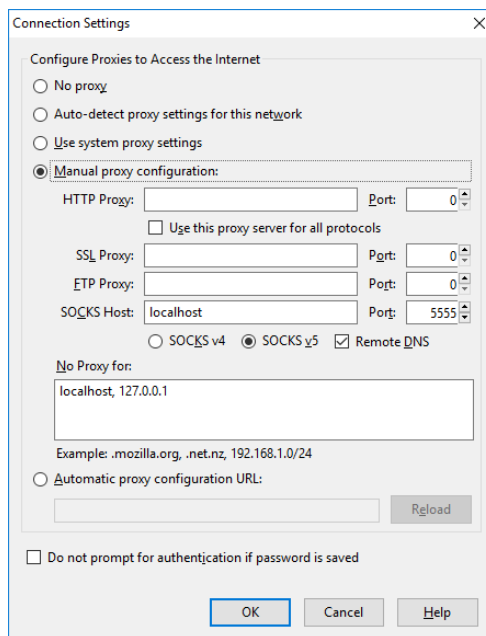 Connection Settings
Configure Proxies to Access the Internet
No proxy
Auto-detect proxy settings for this network
Use system proxy settings
Manual proxy configuration:
HTTP Proxy: Port: 0
Use this proxy server for all protocols
SSL Proxy: Port: 0
FTP Proxy: Port: 0
SOCKS Host: localhost Port: 5555
SOCKS v4 SOCKS v5 Remote DNS
No Proxy for:
localhost, 127.0.0.1
Example: .mozilla.org, .net.nz, 192.168.1.0/24
Automatic proxy configuration URL:
Reload
Do not prompt for authentication if password is saved
OK Cancel Help